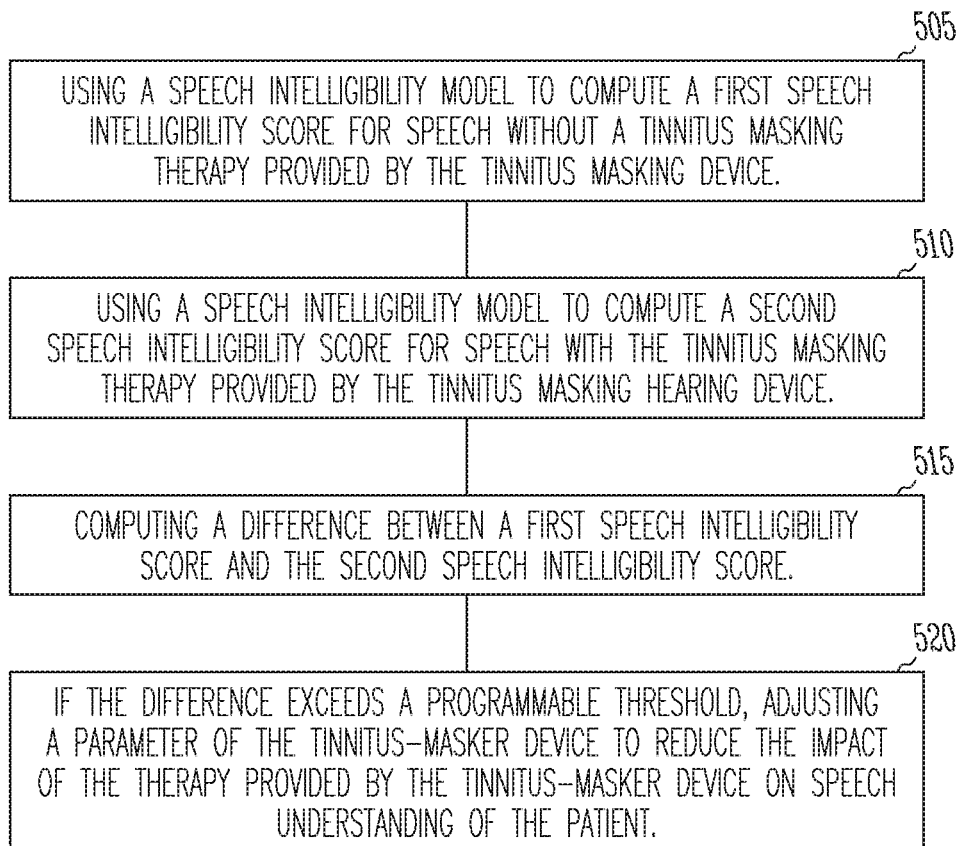 505
USING A SPEECH INTELLIGIBILITY MODEL TO COMPUTE A FIRST SPEECH
INTELLIGIBILITY SCORE FOR SPEECH WITHOUT A TINNITUS MASKING
THERAPY PROVIDED BY THE TINNITUS MASKING DEVICE.
510
USING A SPEECH INTELLIGIBILITY MODEL TO COMPUTE A SECOND
SPEECH INTELLIGIBILITY SCORE FOR SPEECH WITH THE TINNITUS MASKING
THERAPY PROVIDED BY THE TINNITUS MASKING HEARING DEVICE.
515
COMPUTING A DIFFERENCE BETWEEN A FIRST SPEECH INTELLIGIBILITY
SCORE AND THE SECOND SPEECH INTELLIGIBILITY SCORE.
520
IF THE DIFFERENCE EXCEEDS A PROGRAMMABLE THRESHOLD, ADJUSTING
A PARAMETER OF THE TINNITUS-MASKER DEVICE TO REDUCE THE IMPACT
OF THE THERAPY PROVIDED BY THE TINNITUS-MASKER DEVICE ON SPEECH
UNDERSTANDING OF THE PATIENT.